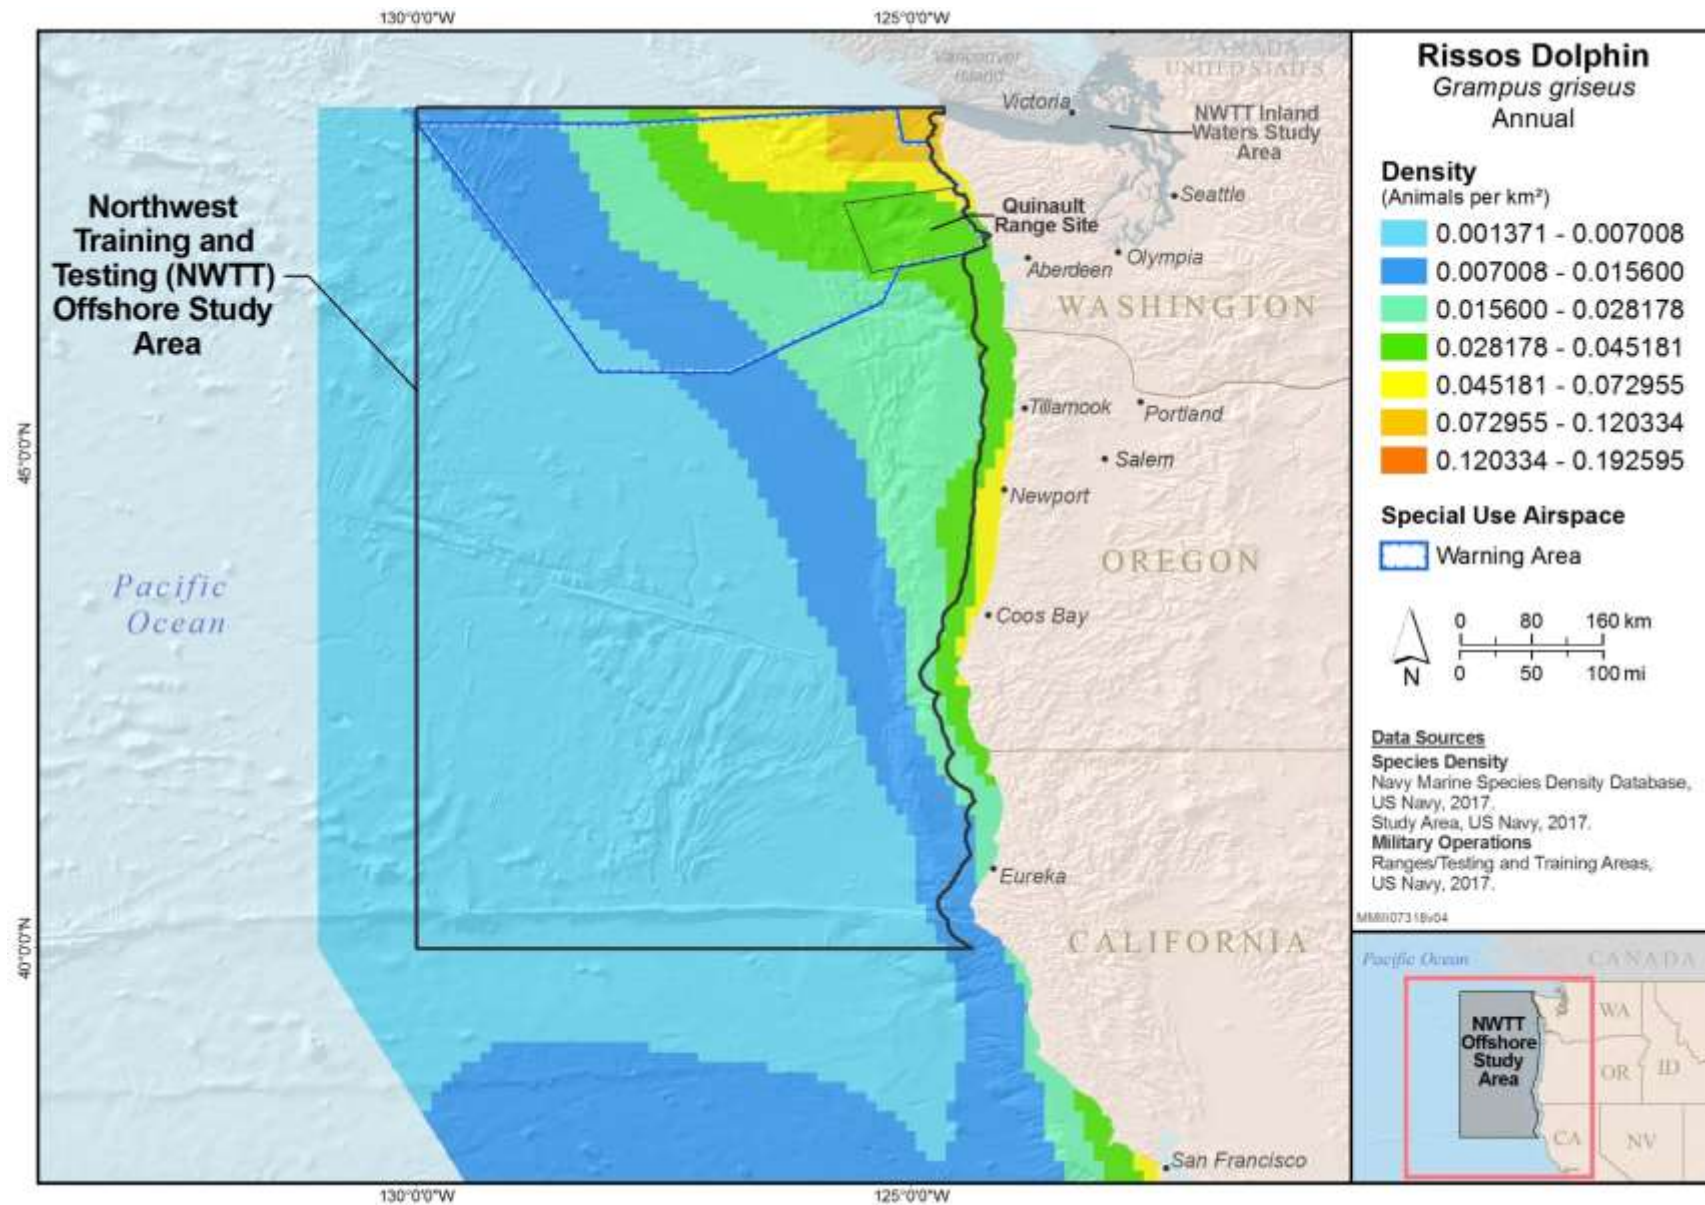 130°0'0"W
125°0'0"W
Vancouver
Island
CANADA
UNITED STATES
Victoria
NWTT Inland
Waters Study
Area
Northwest
Training and
Testing (NWTT)
Offshore Study
Area
Seattle
Quinault
Range Site
Aberdeen
Olympia
WASHINGTON
Tillamook
Portland
45°0'0"N
Salem
Newport
OREGON
Pacific
Ocean
Coos Bay
Eureka
CALIFORNIA
40°0'0"N
San Francisco
130°0'0"W
125°0'0"W
Rissos Dolphin
Grampus griseus
Annual
Density
(Animals per km²)
0.001371 - 0.007008
0.007008 - 0.015600
0.015600 - 0.028178
0.028178 - 0.045181
0.045181 - 0.072955
0.072955 - 0.120334
0.120334 - 0.192595
Special Use Airspace
Warning Area
0 80 160 km
0 50 100 mi
N
Data Sources
Species Density
Navy Marine Species Density Database,
US Navy, 2017.
Study Area, US Navy, 2017.
Military Operations
Ranges/Testing and Training Areas,
US Navy, 2017.
Pacific Ocean
CANADA
NWTT
Offshore
Study
Area
WA
OR
ID
CA
NV